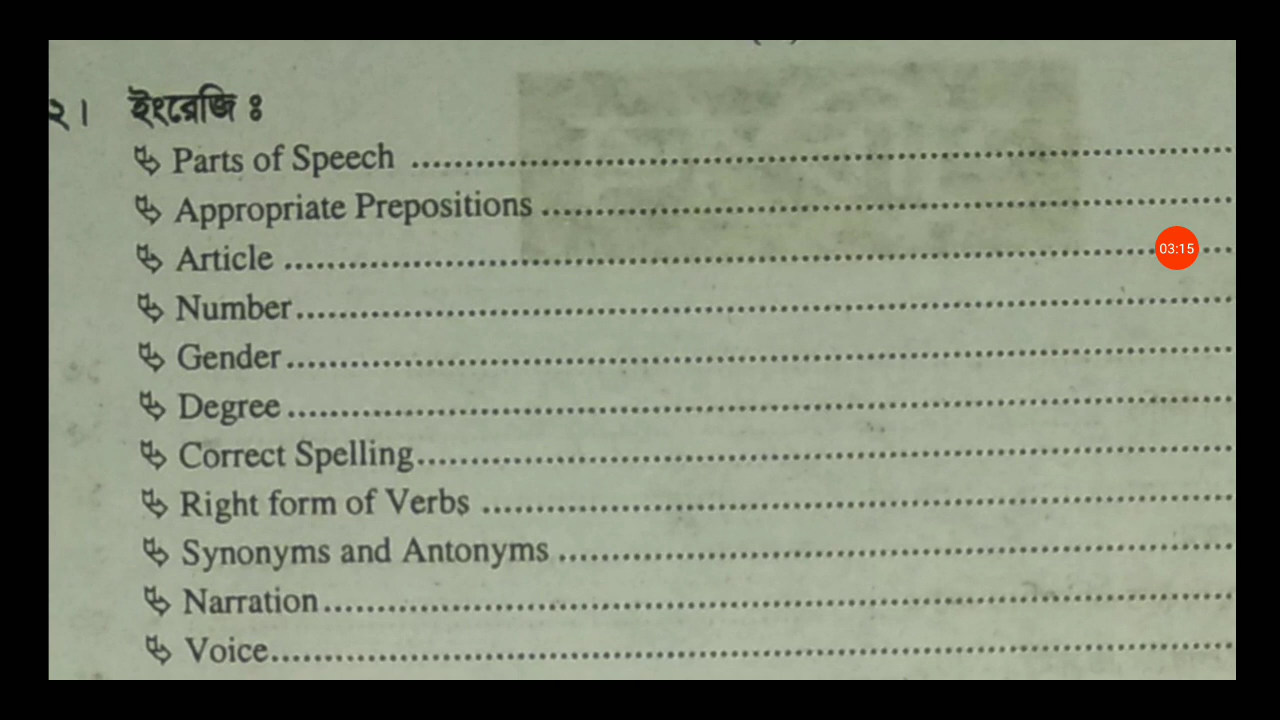 ২। ইংরেজি ঃ
Parts of Speech ..........
Appropriate Prepositions ..........
Article .......... 03:15
Number..........
Gender..........
Degree ..........
Correct Spelling..........
Right form of Verbs ..........
Synonyms and Antonyms ..........
Narration..........
Voice..........